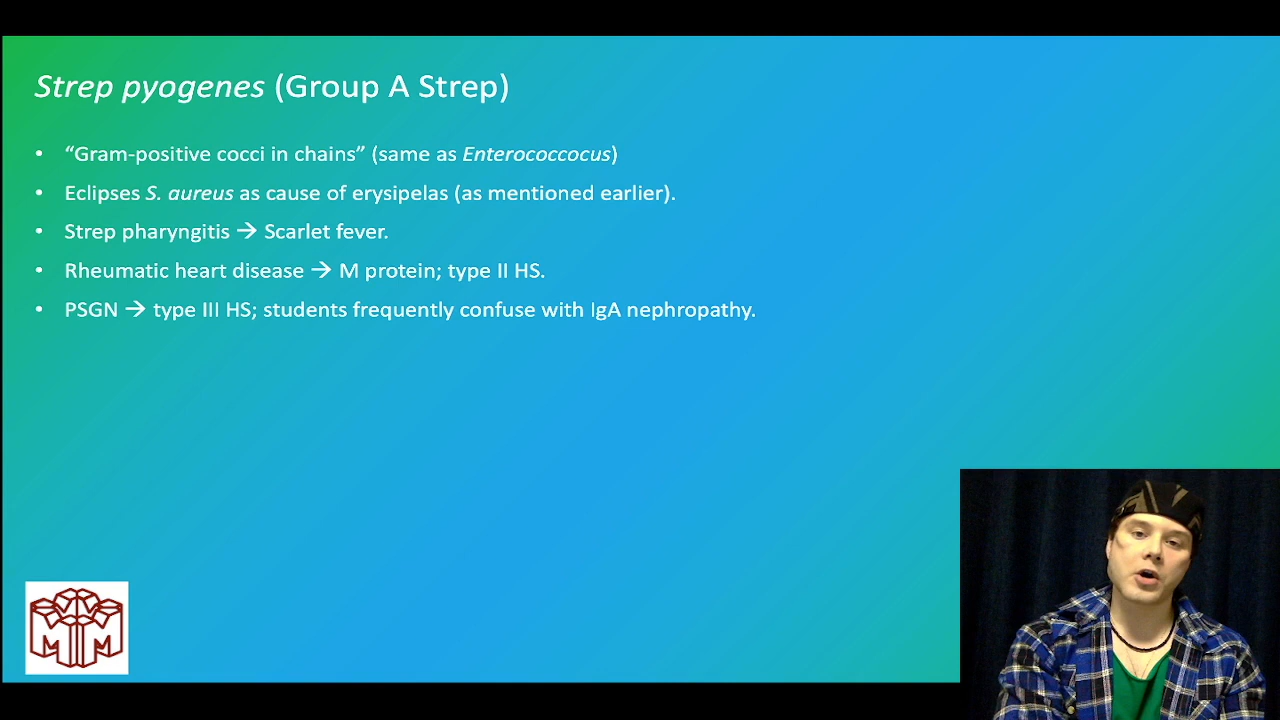 Strep pyogenes (Group A Strep)
• “Gram-positive cocci in chains” (same as Enterococcocus)
• Eclipses S. aureus as cause of erysipelas (as mentioned earlier).
• Strep pharyngitis → Scarlet fever.
• Rheumatic heart disease → M protein; type II HS.
• PSGN → type III HS; students frequently confuse with IgA nephropathy.
M M